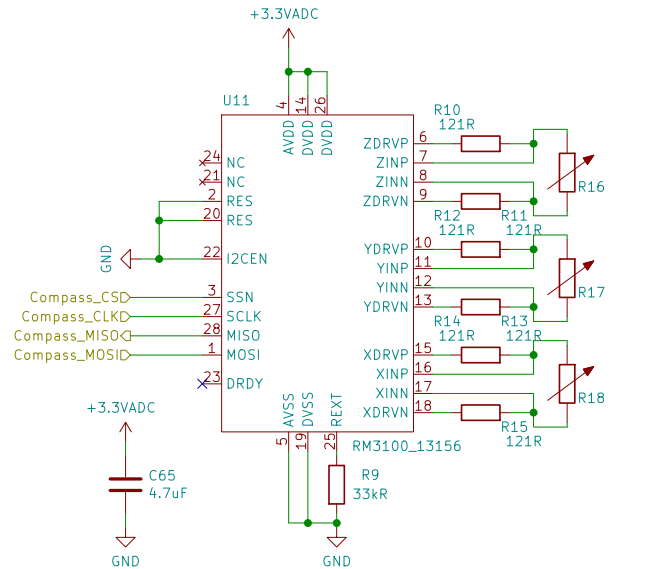 +3.3VADC
U11
4
14
26
AVDD
DVDD
DVDD
24 NC
21 NC
2 RES
20 RES
22 I2CEN
GND
Compass_CS 3 SSN
Compass_CLK 27 SCLK
Compass_MISO 28 MISO
Compass_MOSI 1 MOSI
23 DRDY
ZDRVP 6
ZINP 7
ZINN 8
ZDRVN 9
YDRVP 10
YINP 11
YINN 12
YDRVN 13
XDRVP 15
XINP 16
XINN 17
XDRVN 18
R10
121R
R16
R12 R11
121R 121R
R17
R14 R13
121R 121R
R18
R15
121R
AVSS
DVSS
REXT
5
19
25
RM3100_13156
R9
33kR
GND
+3.3VADC
C65
4.7uF
GND